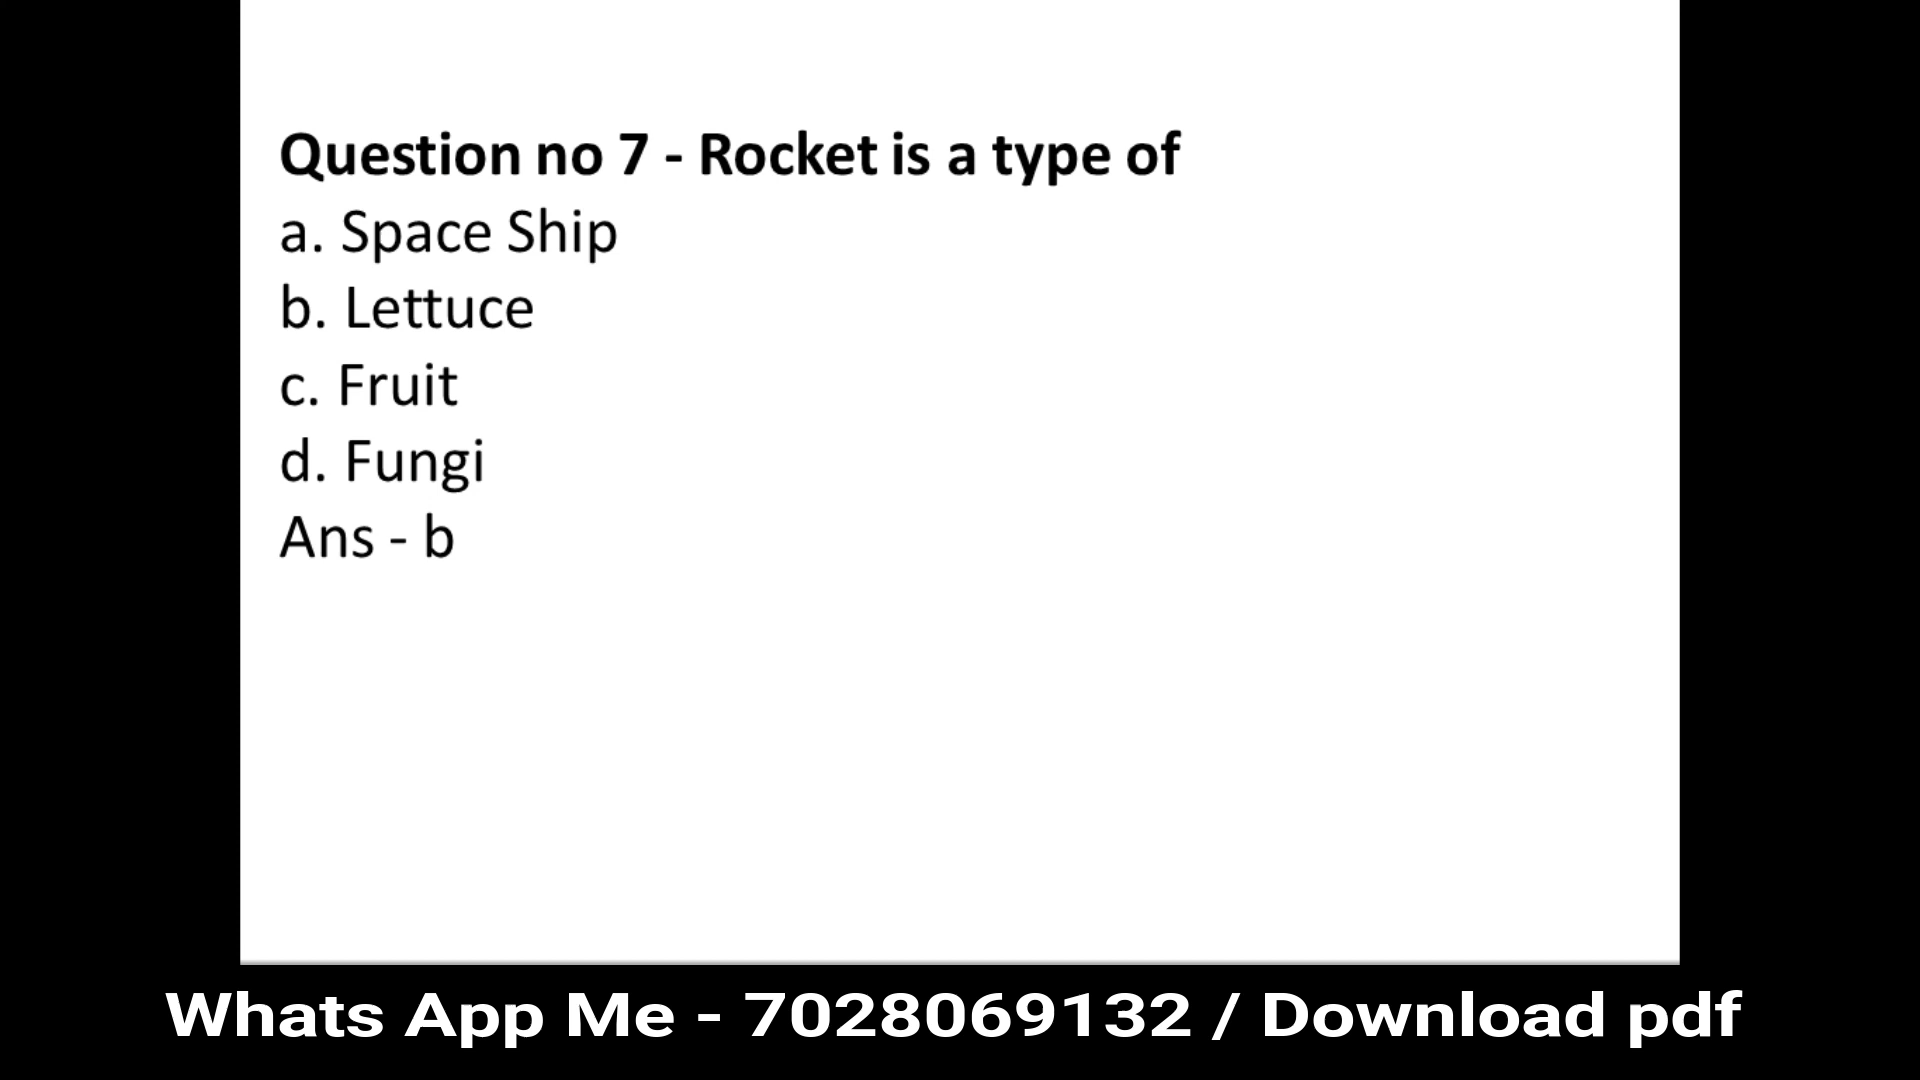 Question no 7 - Rocket is a type of
a. Space Ship
b. Lettuce
c. Fruit
d. Fungi
Ans - b
Whats App Me - 7028069132 / Download pdf